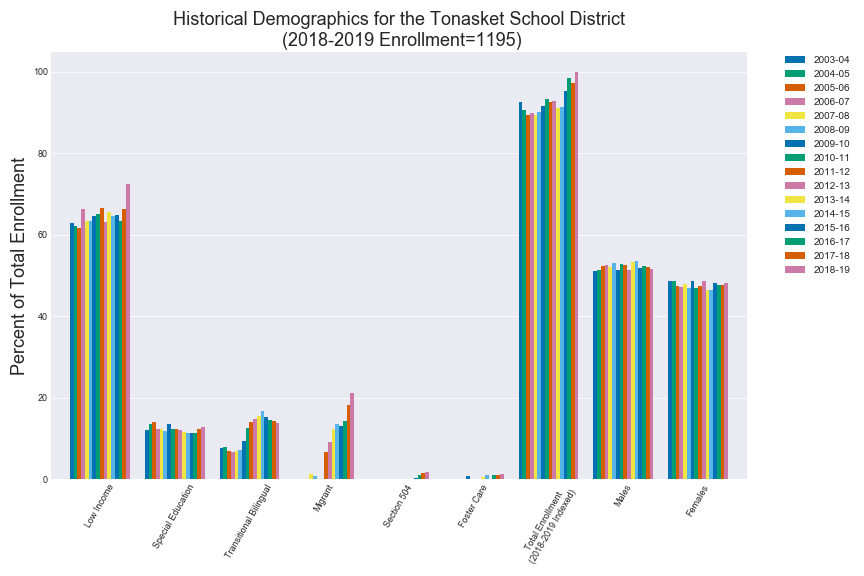 Historical Demographics for the Tonasket School District
(2018-2019 Enrollment=1195)
Percent of Total Enrollment
100
80
60
40
20
0
Low Income
Special Education
Transitional Bilingual
Migrant
Section 504
Foster Care
Total Enrollment
(2018-2019 Indexed)
Males
Females
2003-04
2004-05
2005-06
2006-07
2007-08
2008-09
2009-10
2010-11
2011-12
2012-13
2013-14
2014-15
2015-16
2016-17
2017-18
2018-19